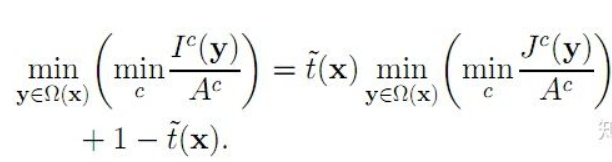 min_{y∈Ω(x)} ( min_c I^c(y) / A^c ) = t̃(x) min_{y∈Ω(x)} ( min_c J^c(y) / A^c )
+ 1 − t̃(x).